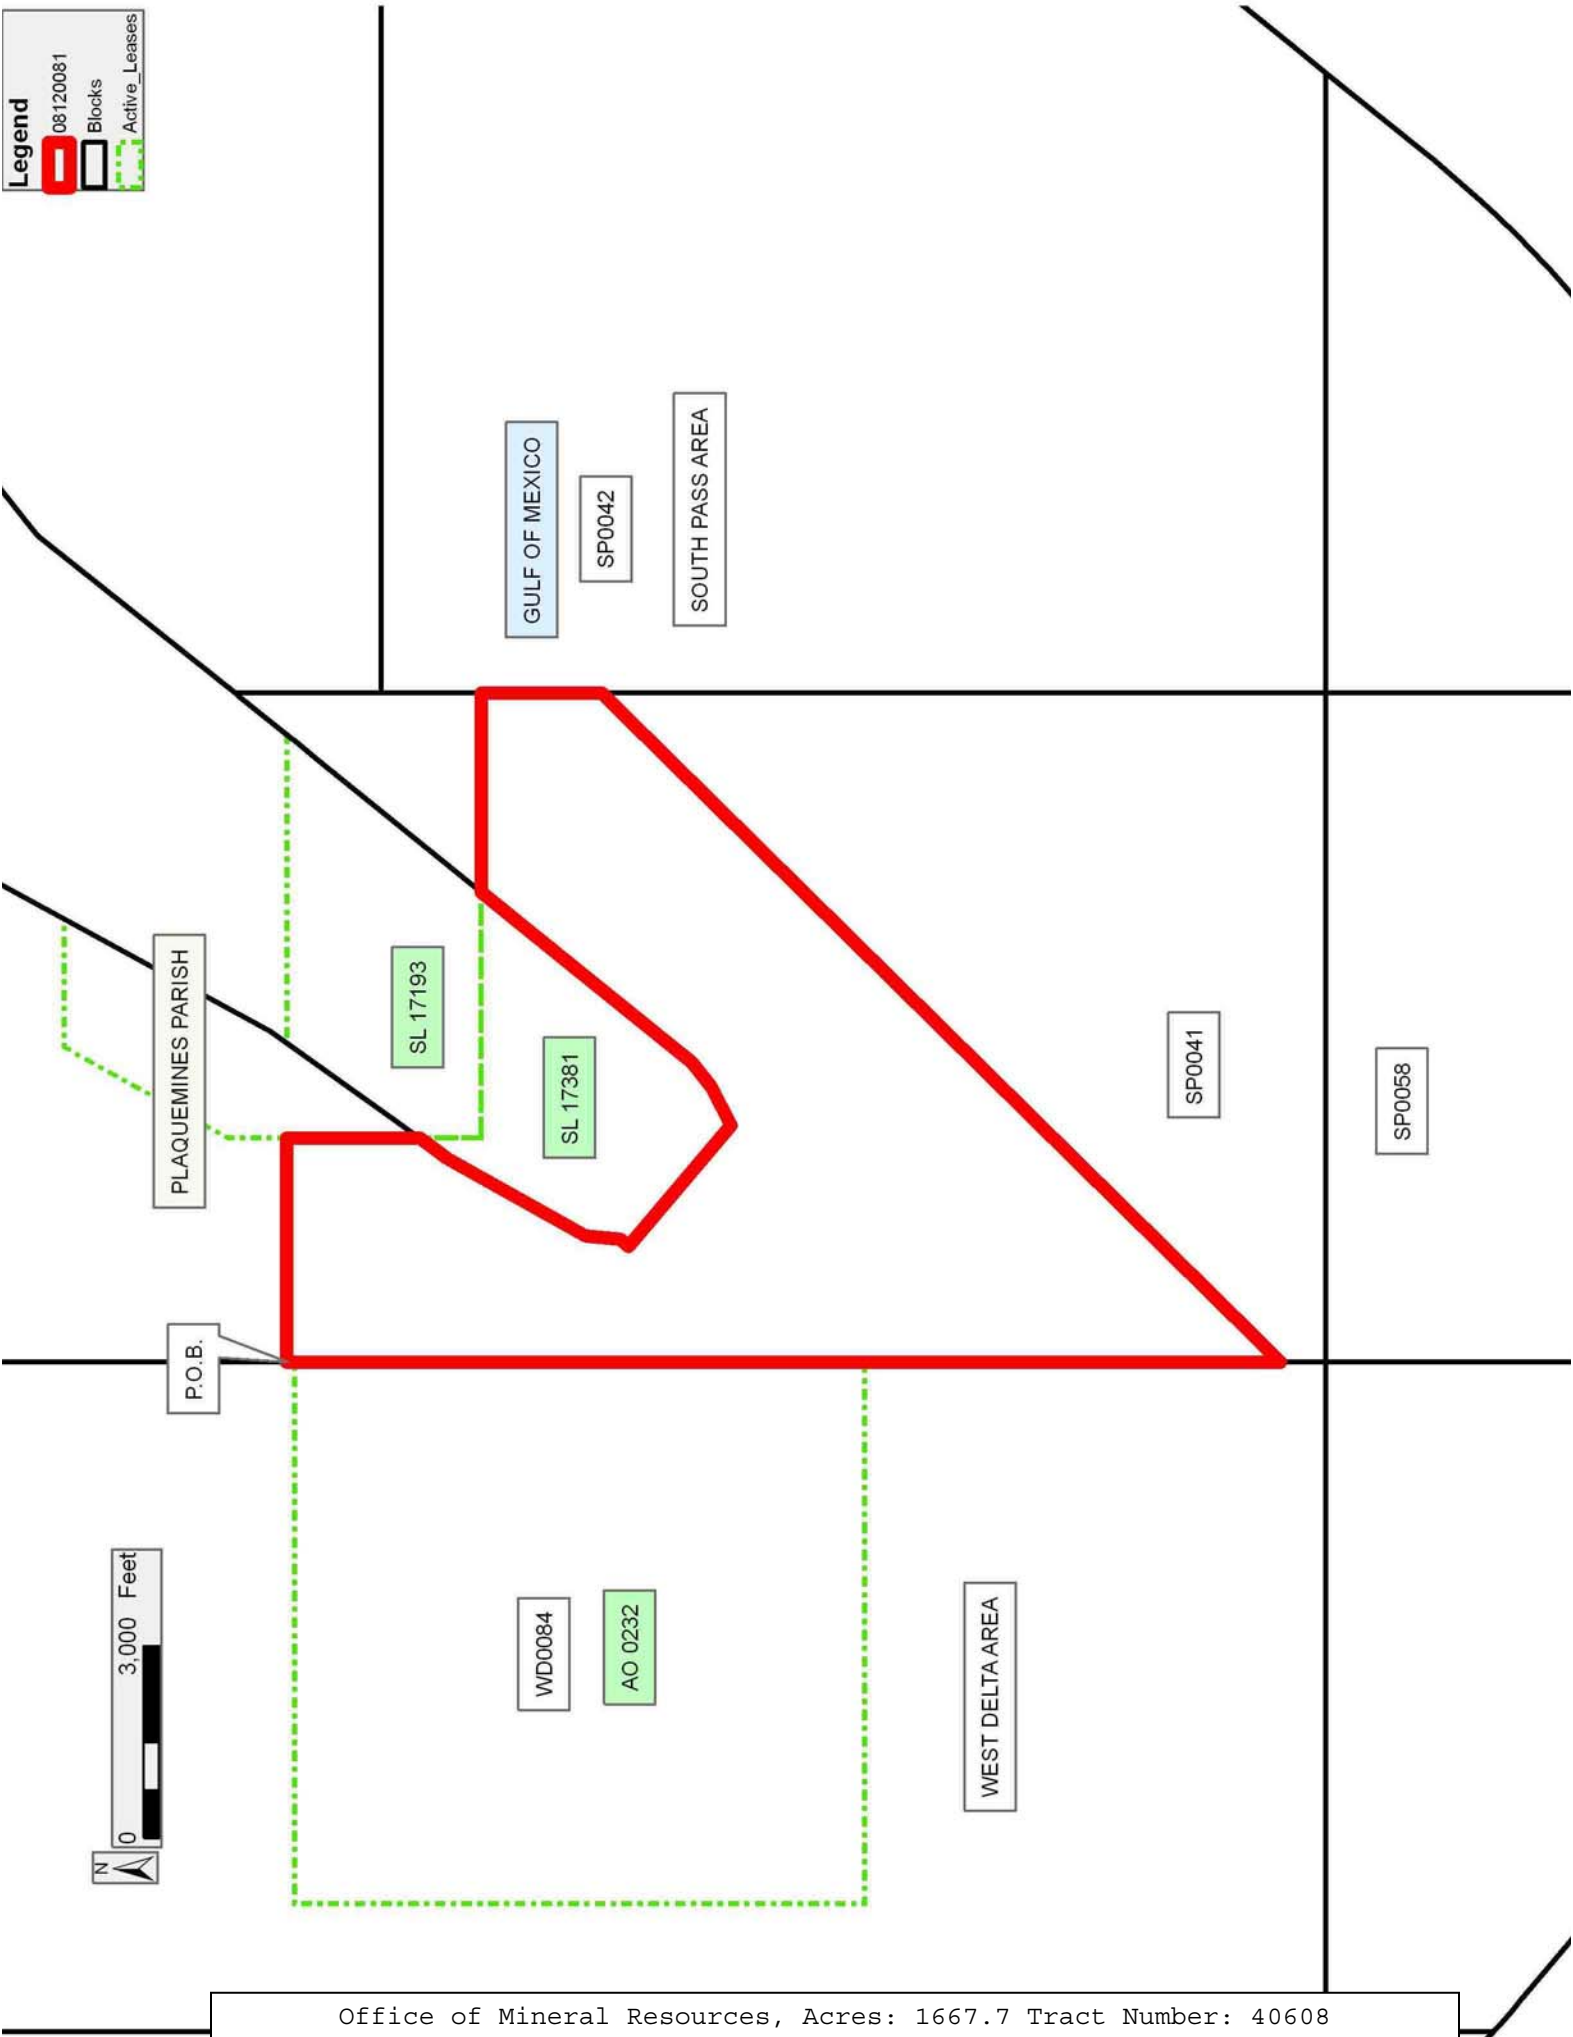 Legend
08120081
Blocks
Active_Leases
N
0 3,000 Feet
P.O.B.
PLAQUEMINES PARISH
SL 17193
SL 17381
GULF OF MEXICO
SP0042
SOUTH PASS AREA
WD0084
AO 0232
WEST DELTA AREA
SP0041
SP0058
Office of Mineral Resources, Acres: 1667.7 Tract Number: 40608